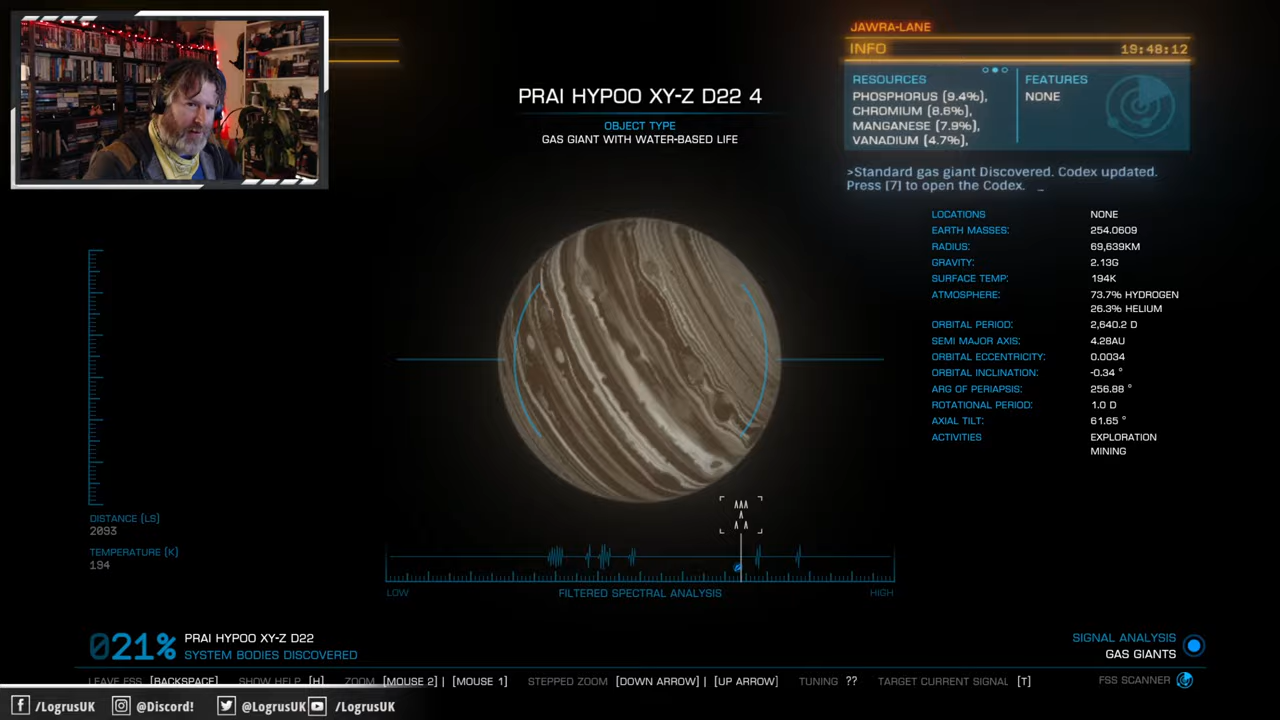 JAWRA-LANE
INFO 19:48:12
RESOURCES
PHOSPHORUS (9.4%),
CHROMIUM (8.6%),
MANGANESE (7.9%),
VANADIUM (4.7%),
FEATURES
NONE
>Standard gas giant Discovered. Codex updated.
Press [7] to open the Codex. _
PRAI HYPOO XY-Z D22 4
OBJECT TYPE
GAS GIANT WITH WATER-BASED LIFE
LOCATIONS NONE
EARTH MASSES: 254.0609
RADIUS: 69,639KM
GRAVITY: 2.13G
SURFACE TEMP: 194K
ATMOSPHERE: 73.7% HYDROGEN
26.3% HELIUM
ORBITAL PERIOD: 2,640.2 D
SEMI MAJOR AXIS: 4.28AU
ORBITAL ECCENTRICITY: 0.0034
ORBITAL INCLINATION: -0.34 °
ARG OF PERIAPSIS: 256.88 °
ROTATIONAL PERIOD: 1.0 D
AXIAL TILT: 61.65 °
ACTIVITIES EXPLORATION
MINING
DISTANCE (LS)
2093
TEMPERATURE (K)
194
LOW FILTERED SPECTRAL ANALYSIS HIGH
021% PRAI HYPOO XY-Z D22
SYSTEM BODIES DISCOVERED
SIGNAL ANALYSIS
GAS GIANTS
LEAVE FSS [BACKSPACE] SHOW HELP [H] ZOOM [MOUSE 2] | [MOUSE 1] STEPPED ZOOM [DOWN ARROW] | [UP ARROW] TUNING ?? TARGET CURRENT SIGNAL [T] FSS SCANNER
/LogrusUK @Discord! @LogrusUK /LogrusUK